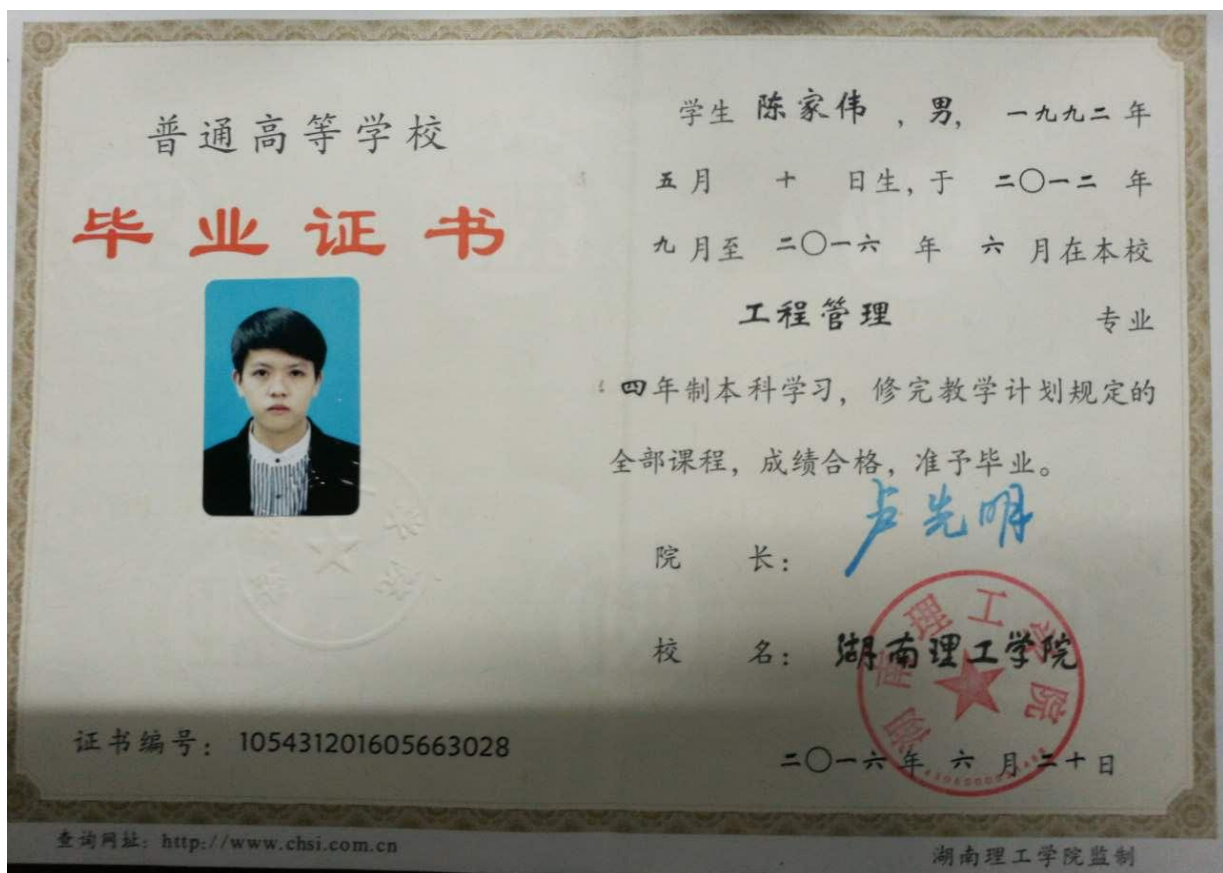 普通高等学校
毕业证书
证书编号：105431201605663028
查询网址：http://www.chsi.com.cn
学生 陈家伟 ，男， 一九九二 年
五月 十 日生，于 二〇一二 年
九月至 二〇一六 年 六 月在本校
工程管理 专业
四年制本科学习，修完教学计划规定的
全部课程，成绩合格，准予毕业。
院 长：卢先明
校 名：湖南理工学院
湖南理工学院
二〇一六年 六 月二十日
湖南理工学院监制